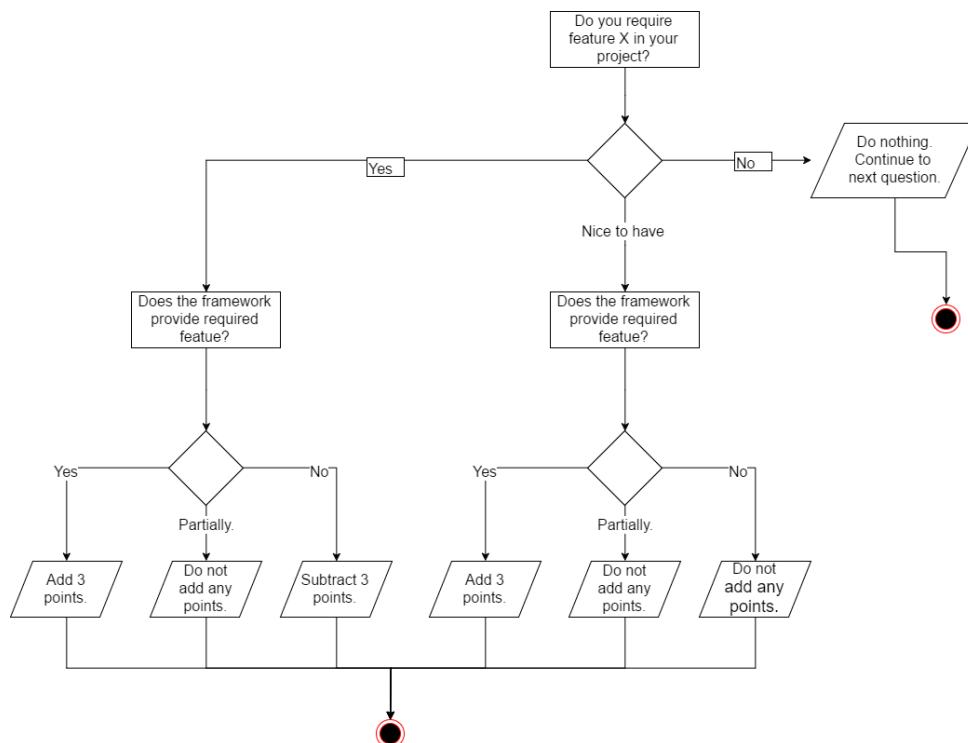 Do you require
feature X in your
project?
Yes
No
Do nothing.
Continue to
next question.
Nice to have
Does the framework
provide required
featue?
Does the framework
provide required
featue?
Yes
No
Partially.
Yes
No
Partially.
Add 3
points.
Do not
add any
points.
Subtract 3
points.
Add 3
points.
Do not
add any
points.
Do not
add any
points.